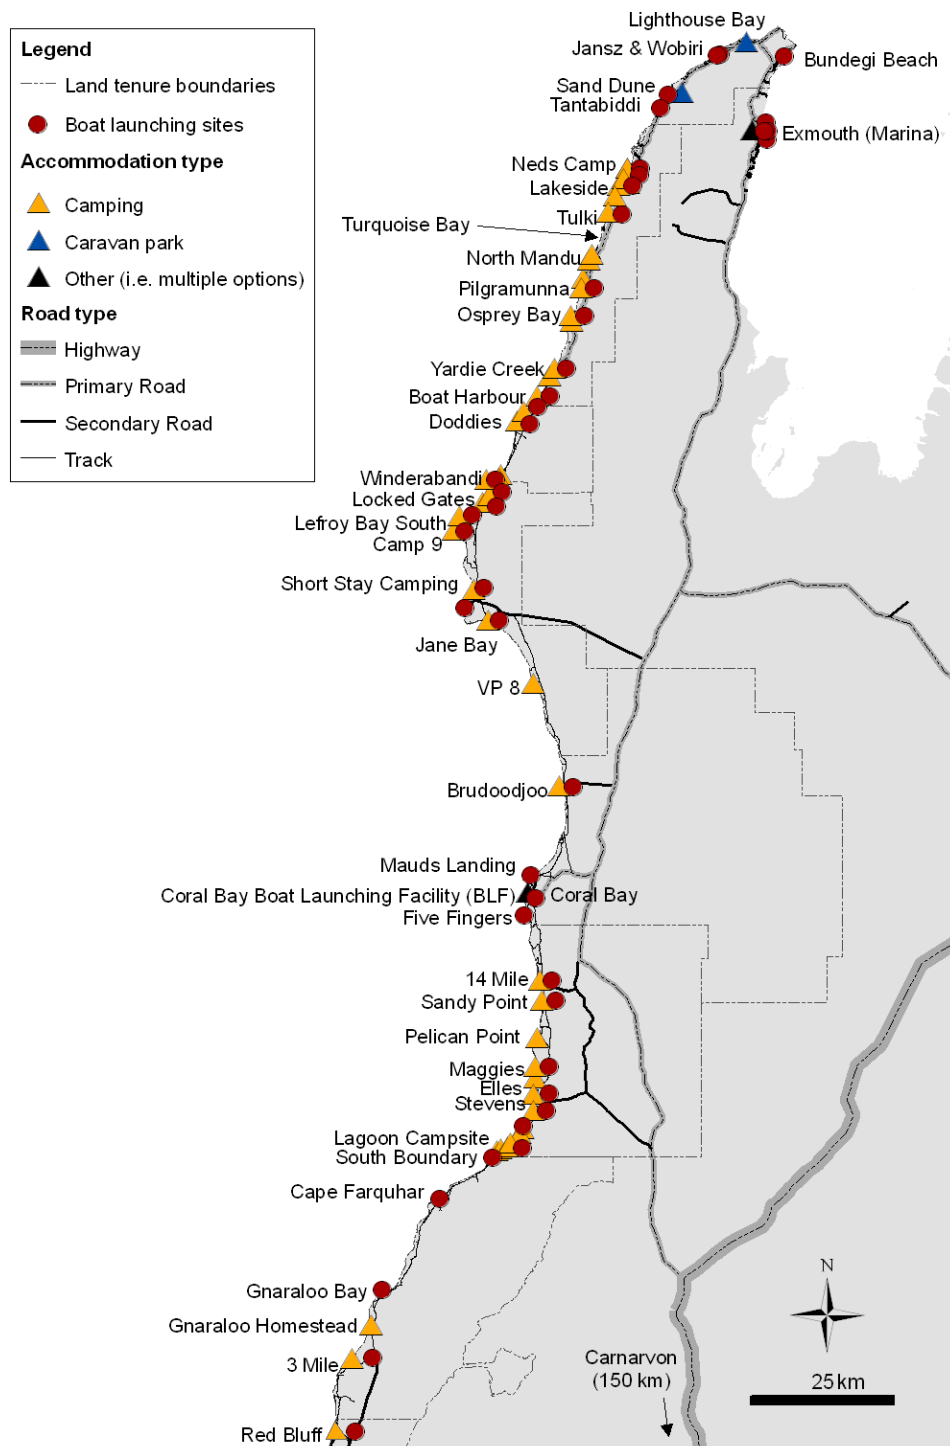 Legend
Land tenure boundaries
Boat launching sites
Accommodation type
Camping
Caravan park
Other (i.e. multiple options)
Road type
Highway
Primary Road
Secondary Road
Track
Lighthouse Bay
Jansz & Wobiri
Bundegi Beach
Sand Dune
Tantabiddi
Exmouth (Marina)
Neds Camp
Lakeside
Tulki
Turquoise Bay
North Mandu
Pilgramunna
Osprey Bay
Yardie Creek
Boat Harbour
Doddies
Winderabandi
Locked Gates
Lefroy Bay South
Camp 9
Short Stay Camping
Jane Bay
VP 8
Brudoodjoo
Mauds Landing
Coral Bay Boat Launching Facility (BLF)
Coral Bay
Five Fingers
14 Mile
Sandy Point
Pelican Point
Maggies
Elles
Stevens
Lagoon Campsite
South Boundary
Cape Farquhar
Gnaraloo Bay
Gnaraloo Homestead
3 Mile
Red Bluff
Carnarvon
(150 km)
N
25 km